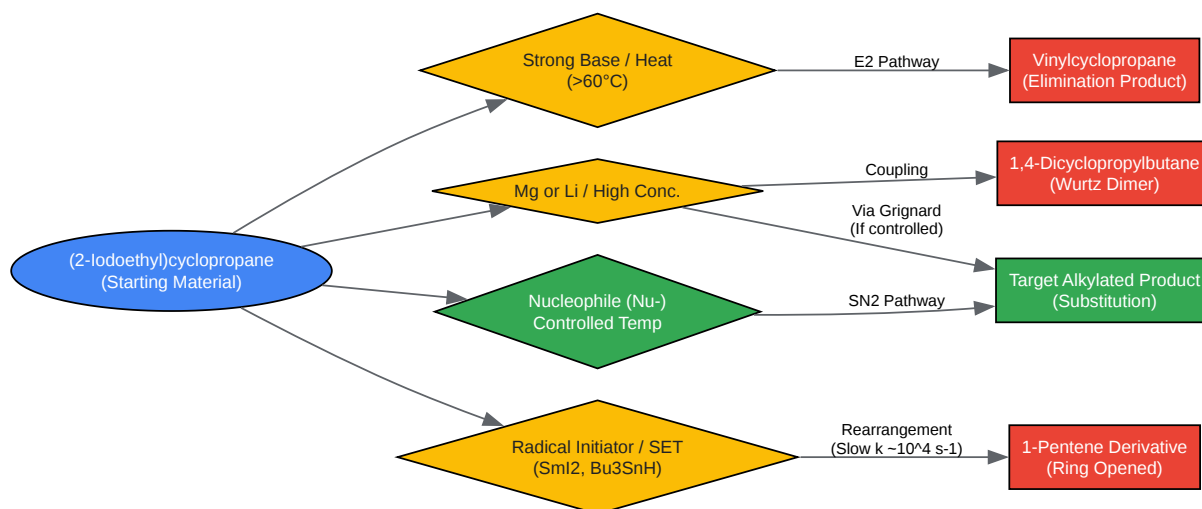 Strong Base / Heat
(>60°C)
E2 Pathway
Vinylcyclopropane
(Elimination Product)
Mg or Li / High Conc.
Coupling
1,4-Dicyclopropylbutane
(Wurtz Dimer)
Via Grignard
(If controlled)
(2-Iodoethyl)cyclopropane
(Starting Material)
Nucleophile (Nu-)
Controlled Temp
SN2 Pathway
Target Alkylated Product
(Substitution)
Radical Initiator / SET
(SmI2, Bu3SnH)
Rearrangement
(Slow k ~10^4 s-1)
1-Pentene Derivative
(Ring Opened)